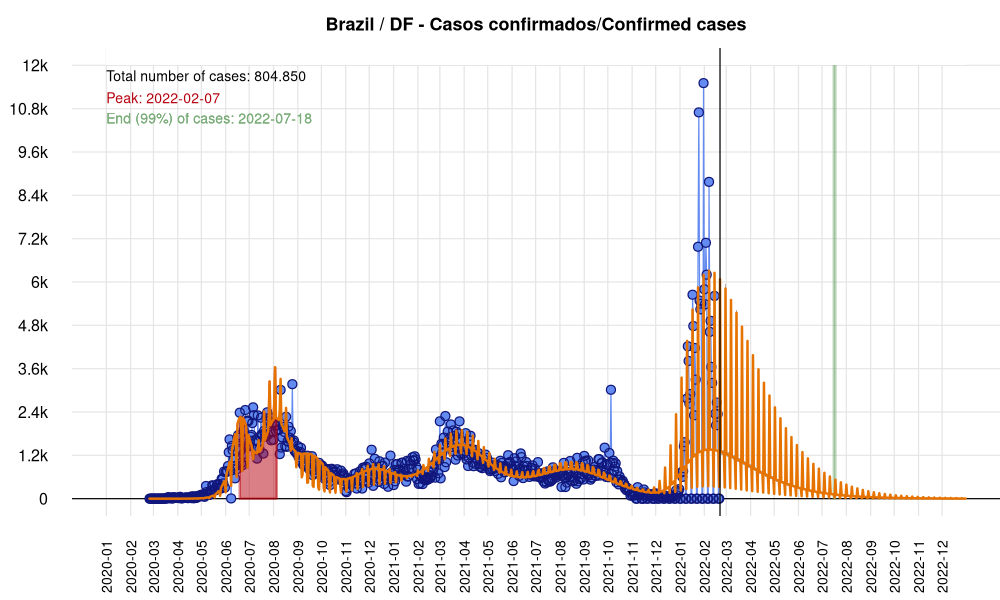 Brazil / DF - Casos confirmados/Confirmed cases
Total number of cases: 804.850
Peak: 2022-02-07
End (99%) of cases: 2022-07-18
12k
10.8k
9.6k
8.4k
7.2k
6k
4.8k
3.6k
2.4k
1.2k
0
2020-01
2020-02
2020-03
2020-04
2020-05
2020-06
2020-07
2020-08
2020-09
2020-10
2020-11
2020-12
2021-01
2021-02
2021-03
2021-04
2021-05
2021-06
2021-07
2021-08
2021-09
2021-10
2021-11
2021-12
2022-01
2022-02
2022-03
2022-04
2022-05
2022-06
2022-07
2022-08
2022-09
2022-10
2022-11
2022-12